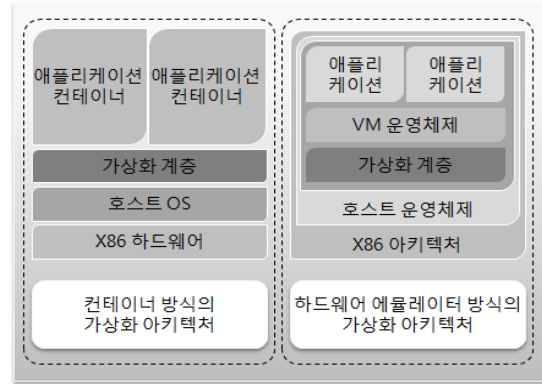 애플리케이션
컨테이너
애플리케이션
컨테이너
가상화 계층
호스트 OS
X86 하드웨어
컨테이너 방식의
가상화 아키텍처
애플리
케이션
애플리
케이션
VM 운영체제
가상화 계층
호스트 운영체제
X86 아키텍처
하드웨어 에뮬레이터 방식의
가상화 아키텍처